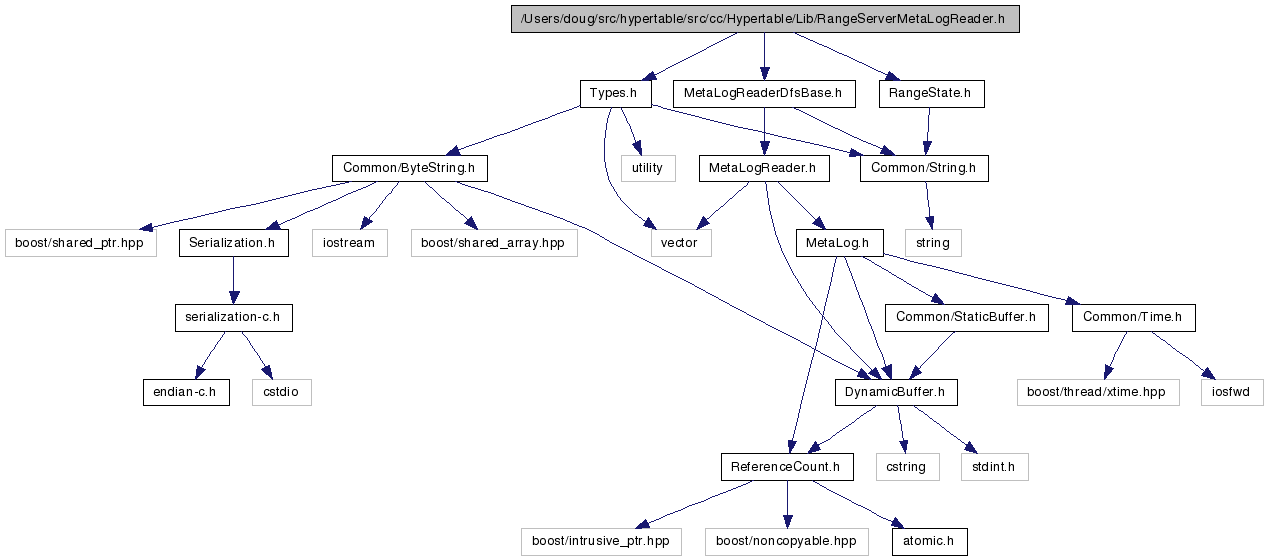 /Users/doug/src/hypertable/src/cc/Hypertable/Lib/RangeServerMetaLogReader.h
Types.h
MetaLogReaderDfsBase.h
RangeState.h
Common/ByteString.h
utility
MetaLogReader.h
Common/String.h
boost/shared_ptr.hpp
Serialization.h
iostream
boost/shared_array.hpp
vector
MetaLog.h
string
serialization-c.h
Common/StaticBuffer.h
Common/Time.h
endian-c.h
cstdio
DynamicBuffer.h
boost/thread/xtime.hpp
iosfwd
ReferenceCount.h
cstring
stdint.h
boost/intrusive_ptr.hpp
boost/noncopyable.hpp
atomic.h